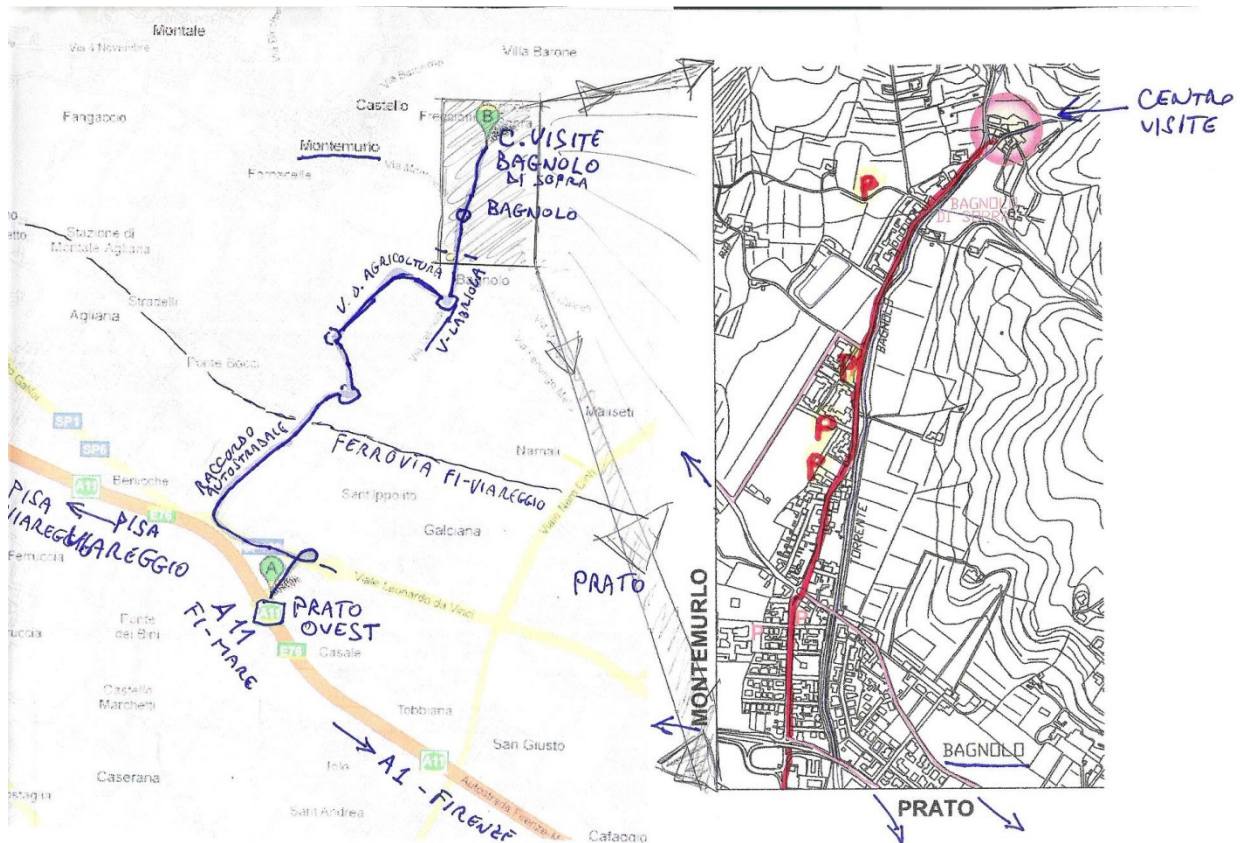 Montale
Via 4 Novembre
Villa Barone
Castello
Fangaccio
B
C. VISITE
BAGNOLO
DI SOPRA
Montemurlo
Fornacelle
BAGNOLO
Stazione di
Montale Agliana
V. D. AGRICOLTURA
Bagnolo
V. LABRIOLA
Stradelli
Agliana
Ponte Bocci
Maliseti
SP1
SP6
RACCORDO
AUTOSTRADALE
FERROVIA FI-VIAREGGIO
Narnali
Viale Nam Dinh
A11
Benicche
Sant'Ippolito
E76
Galciana
PISA
VIAREGGIO
PISA
VIAREGGIO
Ferruccia
A
Viale Leonardo da Vinci
PRATO
A11
PRATO
OVEST
A11
FI-MARE
Ponte
dei Bini
E76
Casale
Castello
Marchetti
Tobbiana
San Giusto
A11
Caserana
Iolo
A1-FIRENZE
Sant'Andrea
Cafaggio
CENTRO
VISITE
P
BAGNOLO
DI SOPRA
BAGNOLO
P
P
P
TORRENTE
P
P
MONTEMURLO
BAGNOLO
PRATO